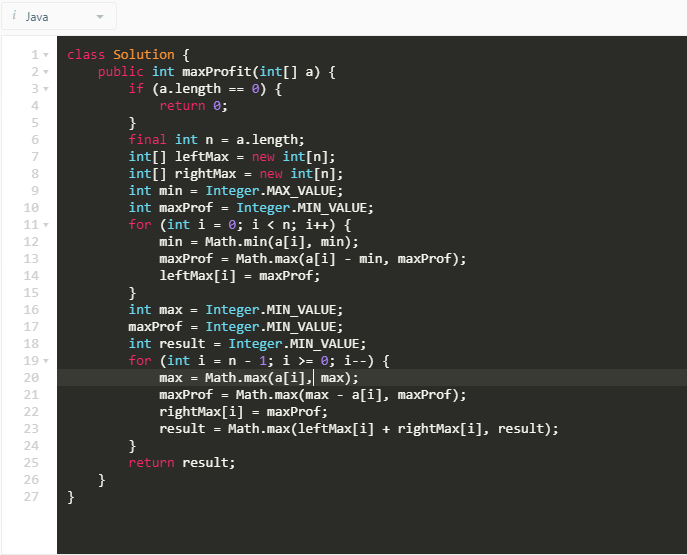 i Java
1 class Solution {
2     public int maxProfit(int[] a) {
3         if (a.length == 0) {
4             return 0;
5         }
6         final int n = a.length;
7         int[] leftMax = new int[n];
8         int[] rightMax = new int[n];
9         int min = Integer.MAX_VALUE;
10         int maxProf = Integer.MIN_VALUE;
11         for (int i = 0; i < n; i++) {
12             min = Math.min(a[i], min);
13             maxProf = Math.max(a[i] - min, maxProf);
14             leftMax[i] = maxProf;
15         }
16         int max = Integer.MIN_VALUE;
17         maxProf = Integer.MIN_VALUE;
18         int result = Integer.MIN_VALUE;
19         for (int i = n - 1; i >= 0; i--) {
20             max = Math.max(a[i], max);
21             maxProf = Math.max(max - a[i], maxProf);
22             rightMax[i] = maxProf;
23             result = Math.max(leftMax[i] + rightMax[i], result);
24         }
25         return result;
26     }
27 }